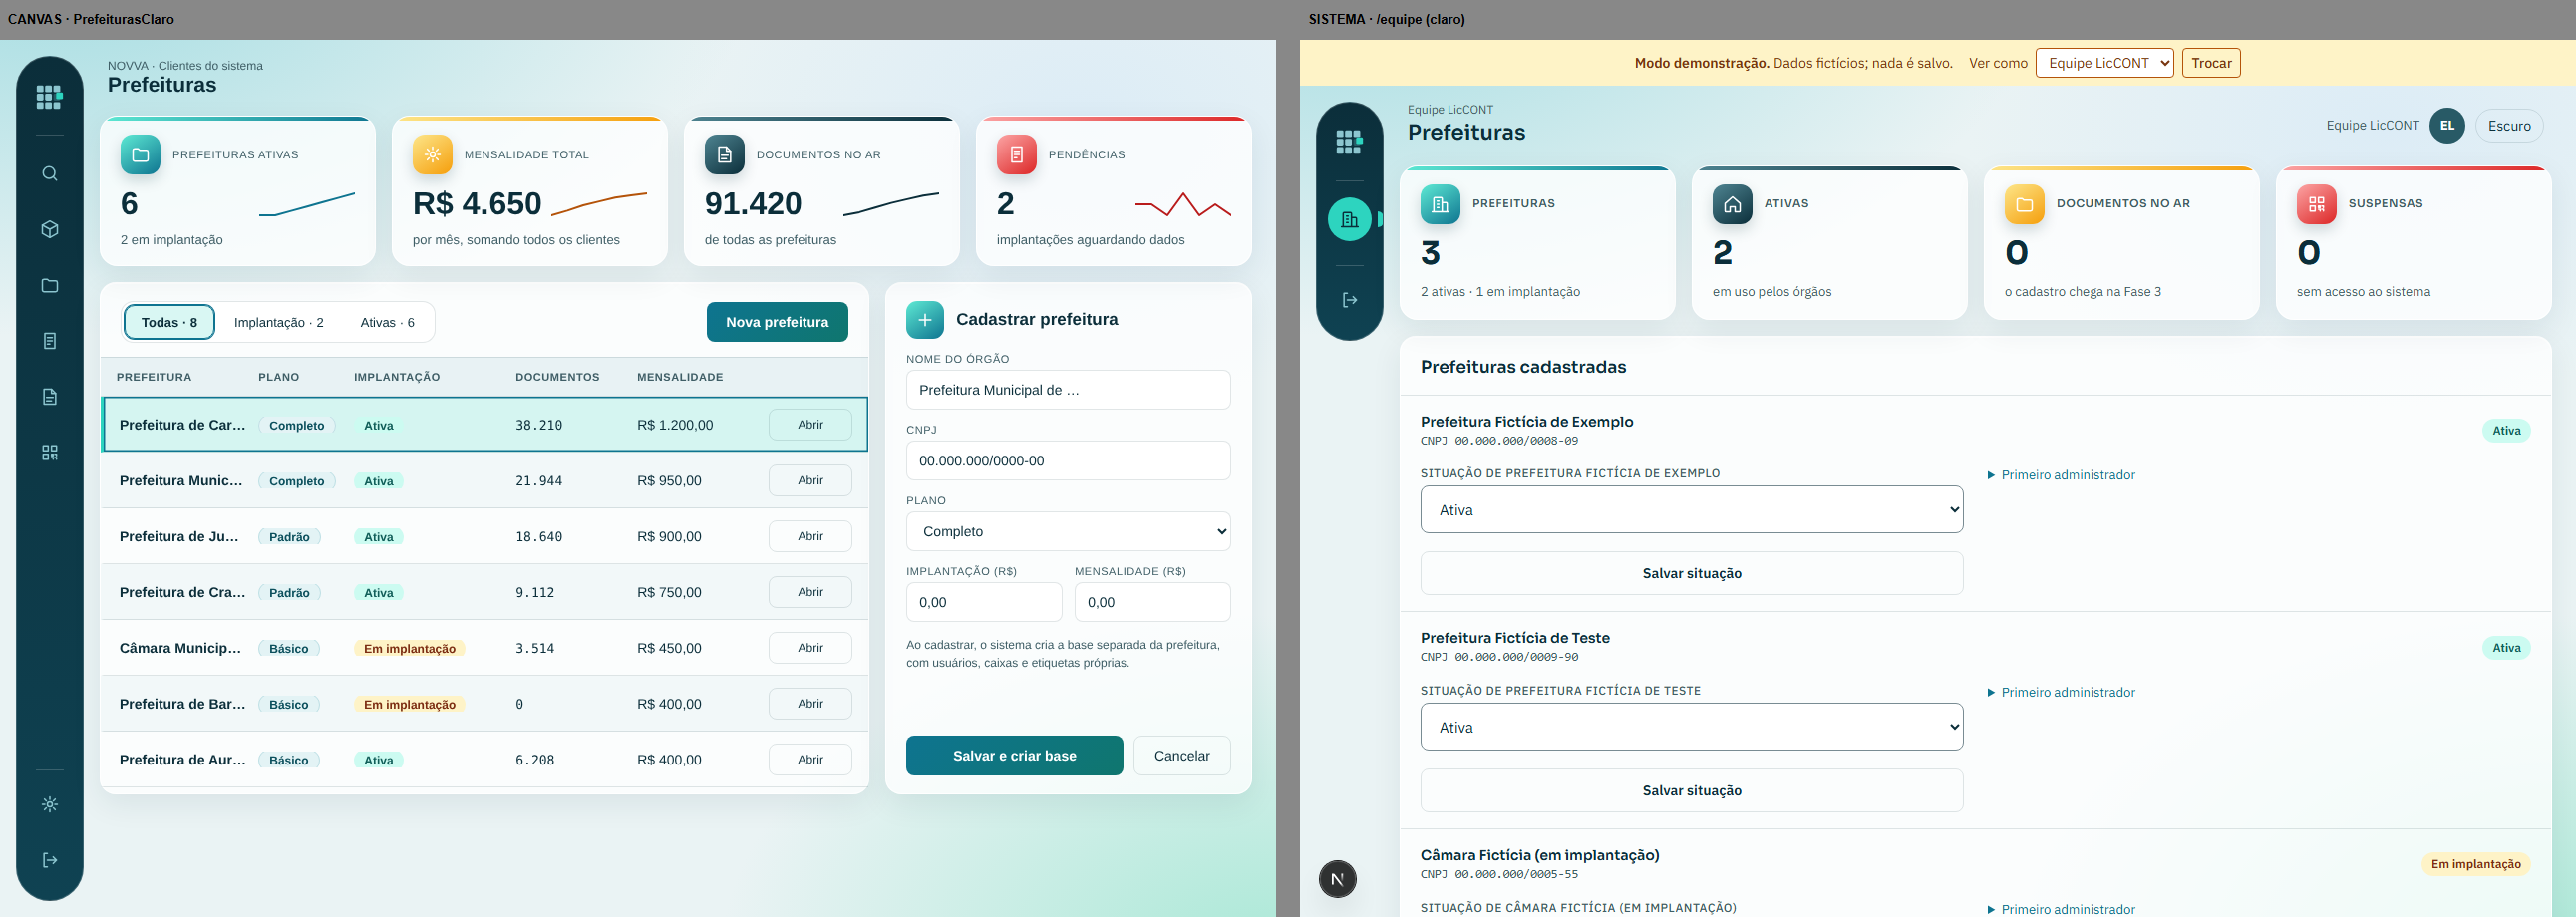 CANVAS · PrefeiturasClaro
NOVVA · Clientes do sistema
Prefeituras
PREFEITURAS ATIVAS
6
2 em implantação
MENSALIDADE TOTAL
R$ 4.650
por mês, somando todos os clientes
DOCUMENTOS NO AR
91.420
de todas as prefeituras
PENDÊNCIAS
2
implantações aguardando dados
Todas · 8 Implantação · 2 Ativas · 6 Nova prefeitura
PREFEITURA PLANO IMPLANTAÇÃO DOCUMENTOS MENSALIDADE
Prefeitura de Car… Completo Ativa 38.210 R$ 1.200,00 Abrir
Prefeitura Munic… Completo Ativa 21.944 R$ 950,00 Abrir
Prefeitura de Ju… Padrão Ativa 18.640 R$ 900,00 Abrir
Prefeitura de Cra… Padrão Ativa 9.112 R$ 750,00 Abrir
Câmara Municip… Básico Em implantação 3.514 R$ 450,00 Abrir
Prefeitura de Bar… Básico Em implantação 0 R$ 400,00 Abrir
Prefeitura de Aur… Básico Ativa 6.208 R$ 400,00 Abrir
Cadastrar prefeitura
NOME DO ÓRGÃO
Prefeitura Municipal de …
CNPJ
00.000.000/0000-00
PLANO
Completo
IMPLANTAÇÃO (R$) MENSALIDADE (R$)
0,00 0,00
Ao cadastrar, o sistema cria a base separada da prefeitura,
com usuários, caixas e etiquetas próprias.
Salvar e criar base Cancelar
SISTEMA · /equipe (claro)
Modo demonstração. Dados fictícios; nada é salvo. Ver como Equipe LicCONT Trocar
Equipe LicCONT
Prefeituras
Equipe LicCONT EL Escuro
PREFEITURAS
3
2 ativas · 1 em implantação
ATIVAS
2
em uso pelos órgãos
DOCUMENTOS NO AR
0
o cadastro chega na Fase 3
SUSPENSAS
0
sem acesso ao sistema
Prefeituras cadastradas
Prefeitura Fictícia de Exemplo
CNPJ 00.000.000/0008-09
Ativa
SITUAÇÃO DE PREFEITURA FICTÍCIA DE EXEMPLO
Primeiro administrador
Ativa
Salvar situação
Prefeitura Fictícia de Teste
CNPJ 00.000.000/0009-90
Ativa
SITUAÇÃO DE PREFEITURA FICTÍCIA DE TESTE
Primeiro administrador
Ativa
Salvar situação
Câmara Fictícia (em implantação)
CNPJ 00.000.000/0005-55
Em implantação
SITUAÇÃO DE CÂMARA FICTÍCIA (EM IMPLANTAÇÃO)
Primeiro administrador
N